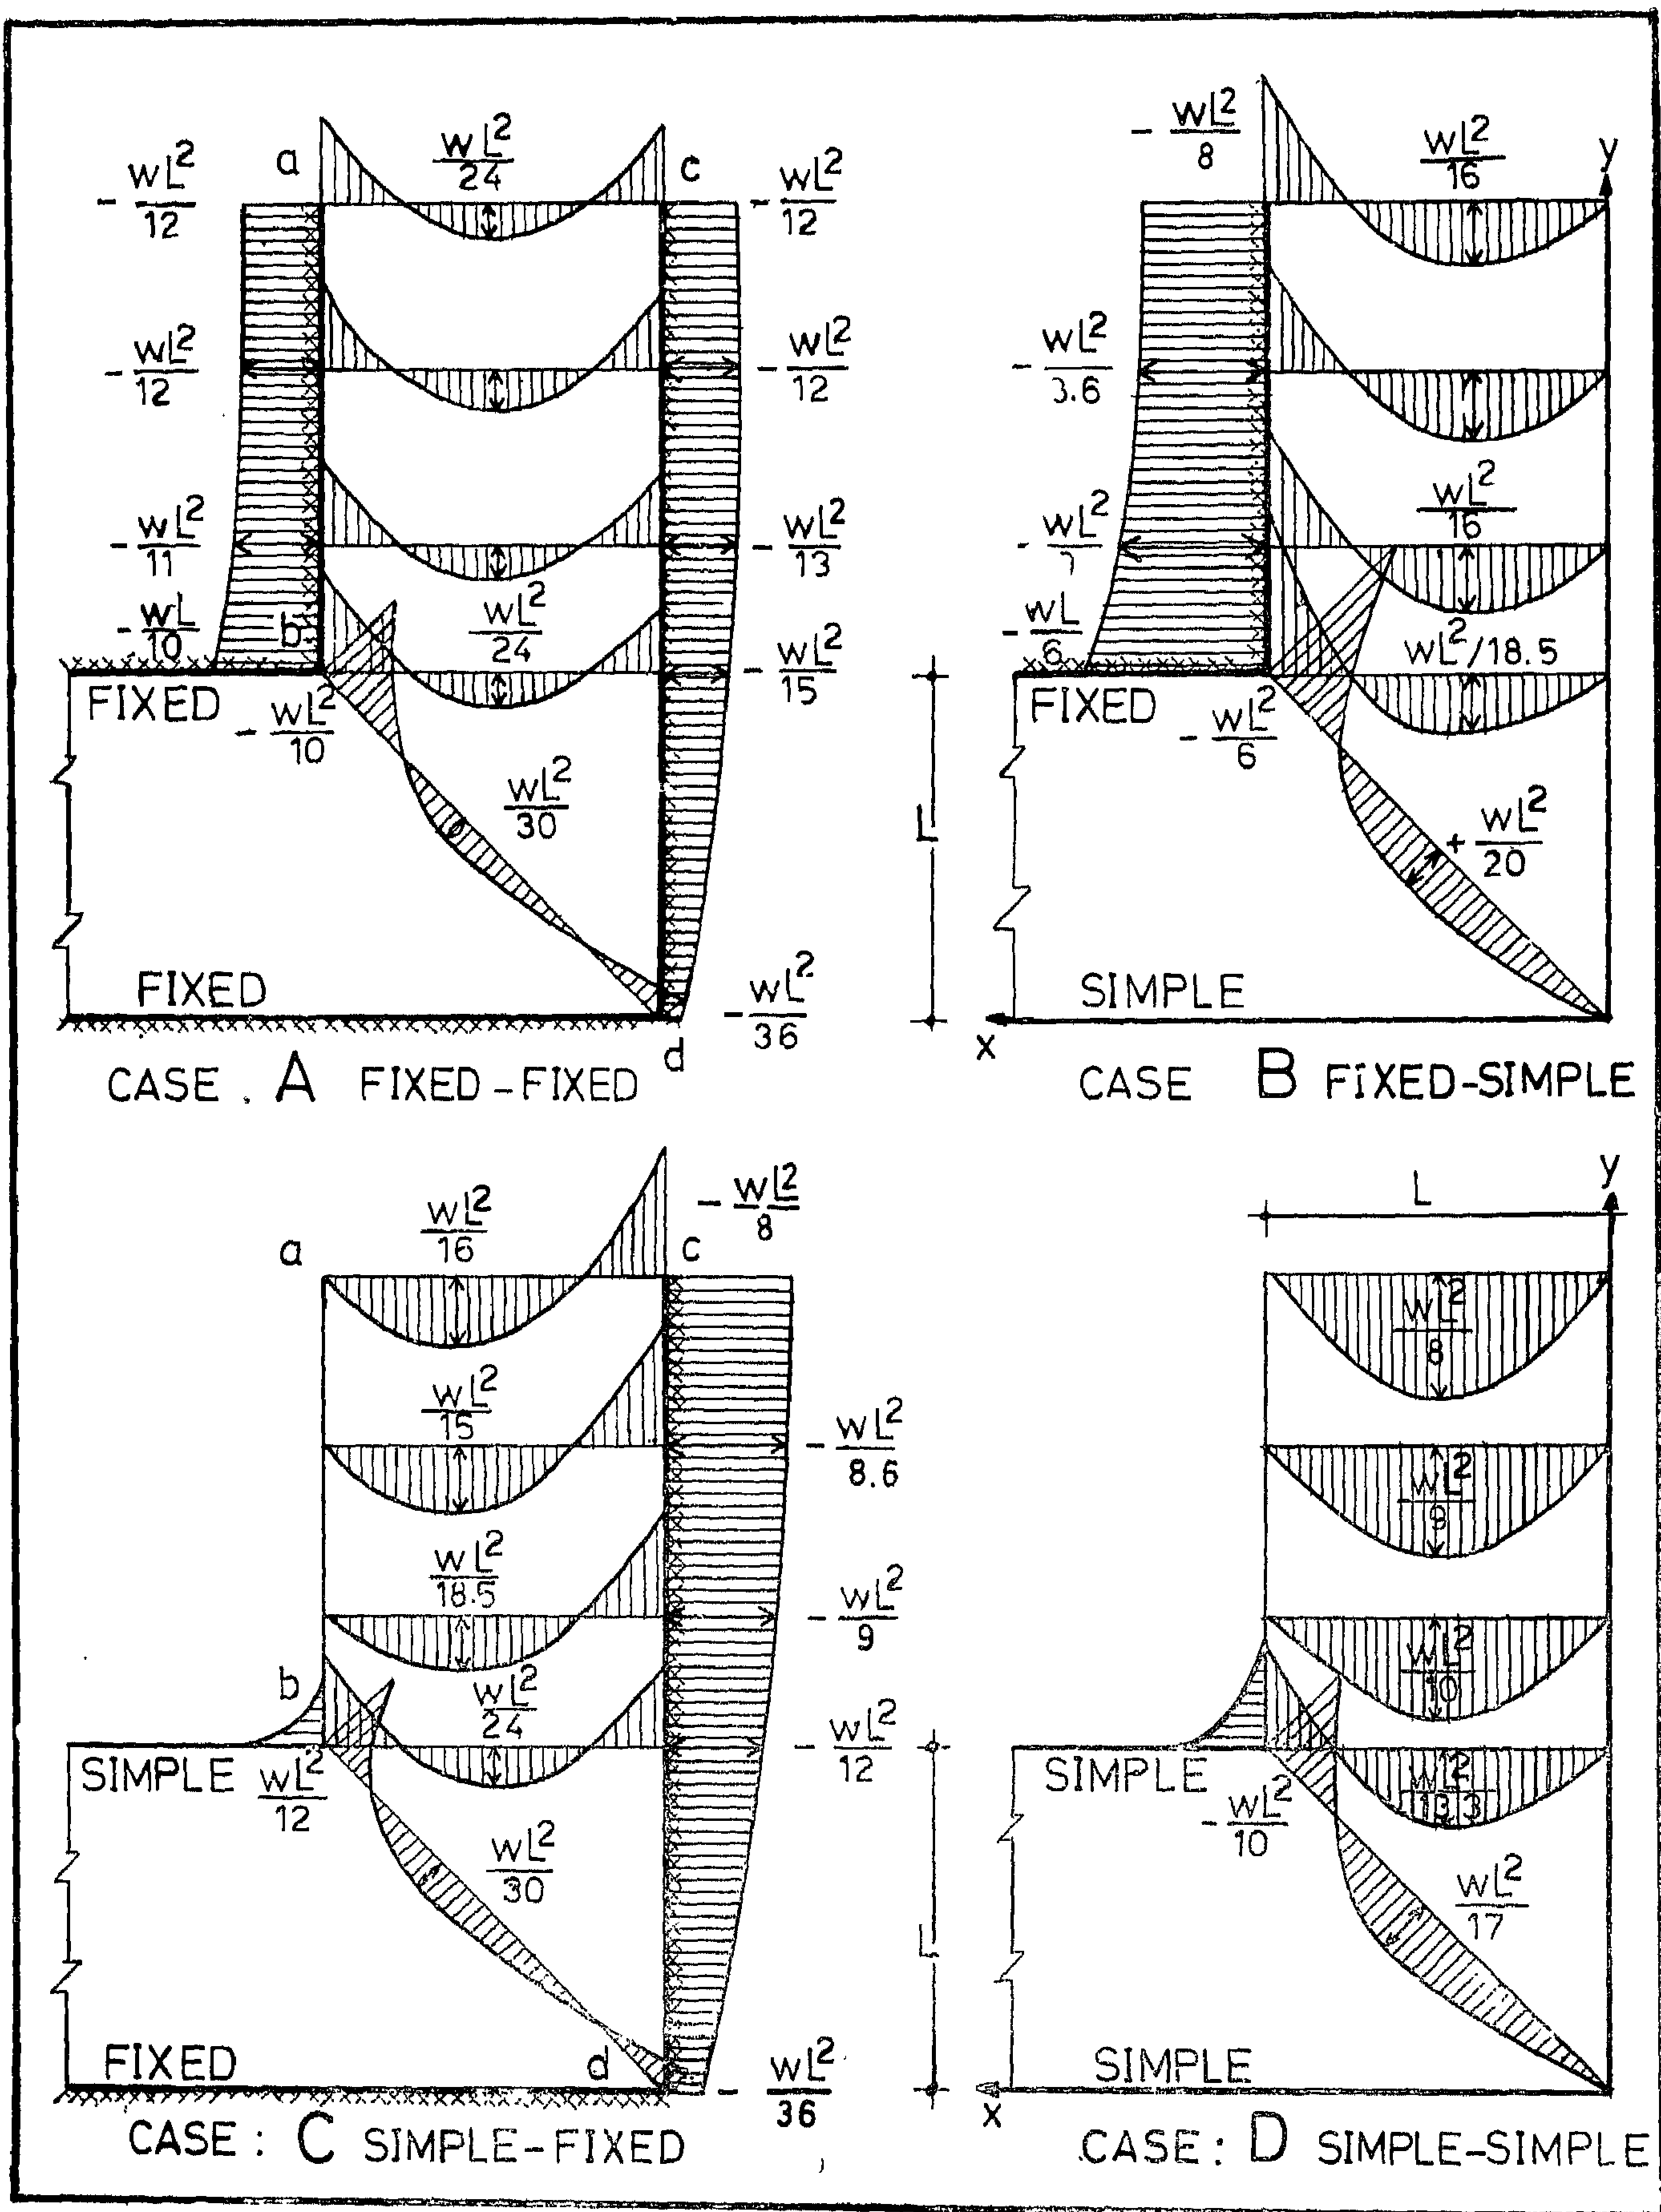 a
wL²/24
c
- wL²/12
- wL²/12
- wL²/12
- wL²/12
- wL²/11
- wL²/13
- wL/10
b
wL²/24
- wL²/15
FIXED
- wL²/10
wL²/30
L
FIXED
- wL²/36
d
CASE . A FIXED-FIXED
- wL²/8
wL²/16
y
- wL²/3.6
wL²/16
- wL²/7
- wL/6
wL²/18.5
FIXED
- wL²/6
+ wL²/20
SIMPLE
x
CASE B FIXED-SIMPLE
wL²/16
- wL²/8
a
c
wL²/15
- wL²/8.6
wL²/18.5
- wL²/9
b
wL²/24
- wL²/12
SIMPLE
wL²/12
wL²/30
L
FIXED
d
- wL²/36
CASE : C SIMPLE-FIXED
L
y
wL²/8
wL²/9
wL²/10
SIMPLE
wL²/13.3
- wL²/10
wL²/17
SIMPLE
x
CASE : D SIMPLE-SIMPLE